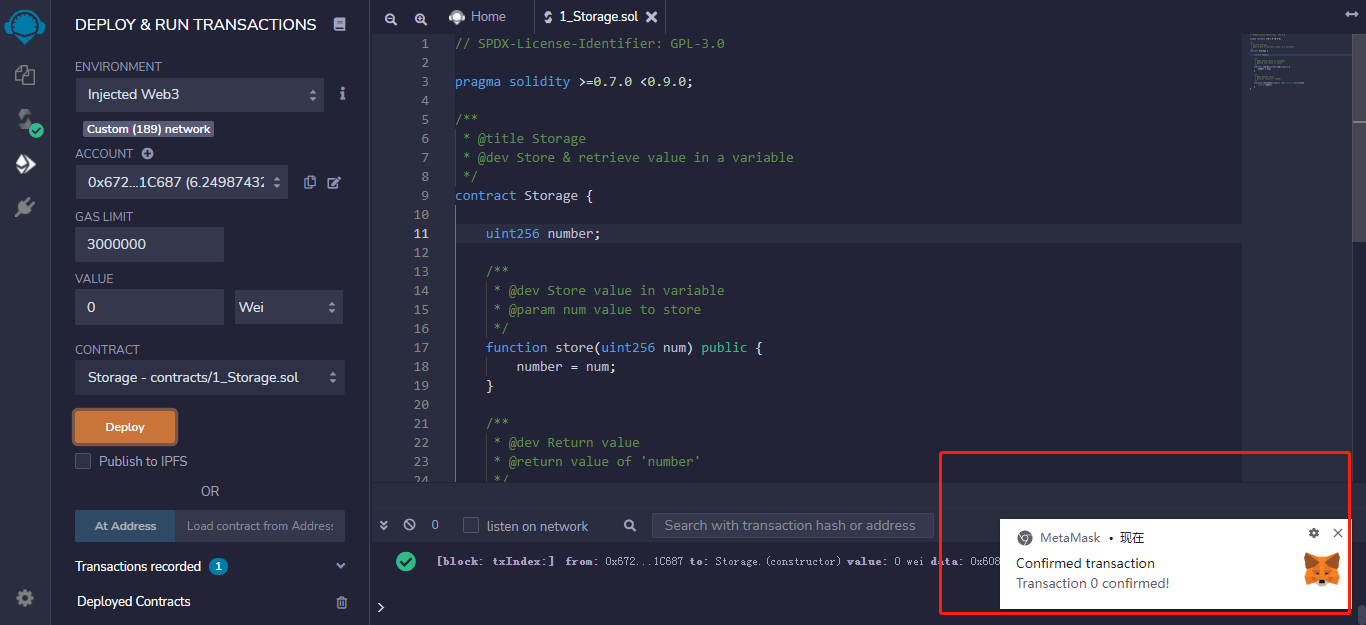 DEPLOY & RUN TRANSACTIONS
ENVIRONMENT
Injected Web3
Custom (189) network
ACCOUNT
0x672...1C687 (6.24987432
GAS LIMIT
3000000
VALUE
0
Wei
CONTRACT
Storage - contracts/1_Storage.sol
Deploy
Publish to IPFS
OR
At Address
Load contract from Address
Transactions recorded 1
Deployed Contracts
Home
1_Storage.sol
1 // SPDX-License-Identifier: GPL-3.0
2
3 pragma solidity >=0.7.0 <0.9.0;
4
5 /**
6 * @title Storage
7 * @dev Store & retrieve value in a variable
8 */
9 contract Storage {
10
11 uint256 number;
12
13 /**
14 * @dev Store value in variable
15 * @param num value to store
16 */
17 function store(uint256 num) public {
18 number = num;
19 }
20
21 /**
22 * @dev Return value
23 * @return value of 'number'
24 */
0
listen on network
Search with transaction hash or address
[block: txIndex:] from: 0x672...1C687 to: Storage.(constructor) value: 0 wei data: 0x608
>
MetaMask • 现在
Confirmed transaction
Transaction 0 confirmed!